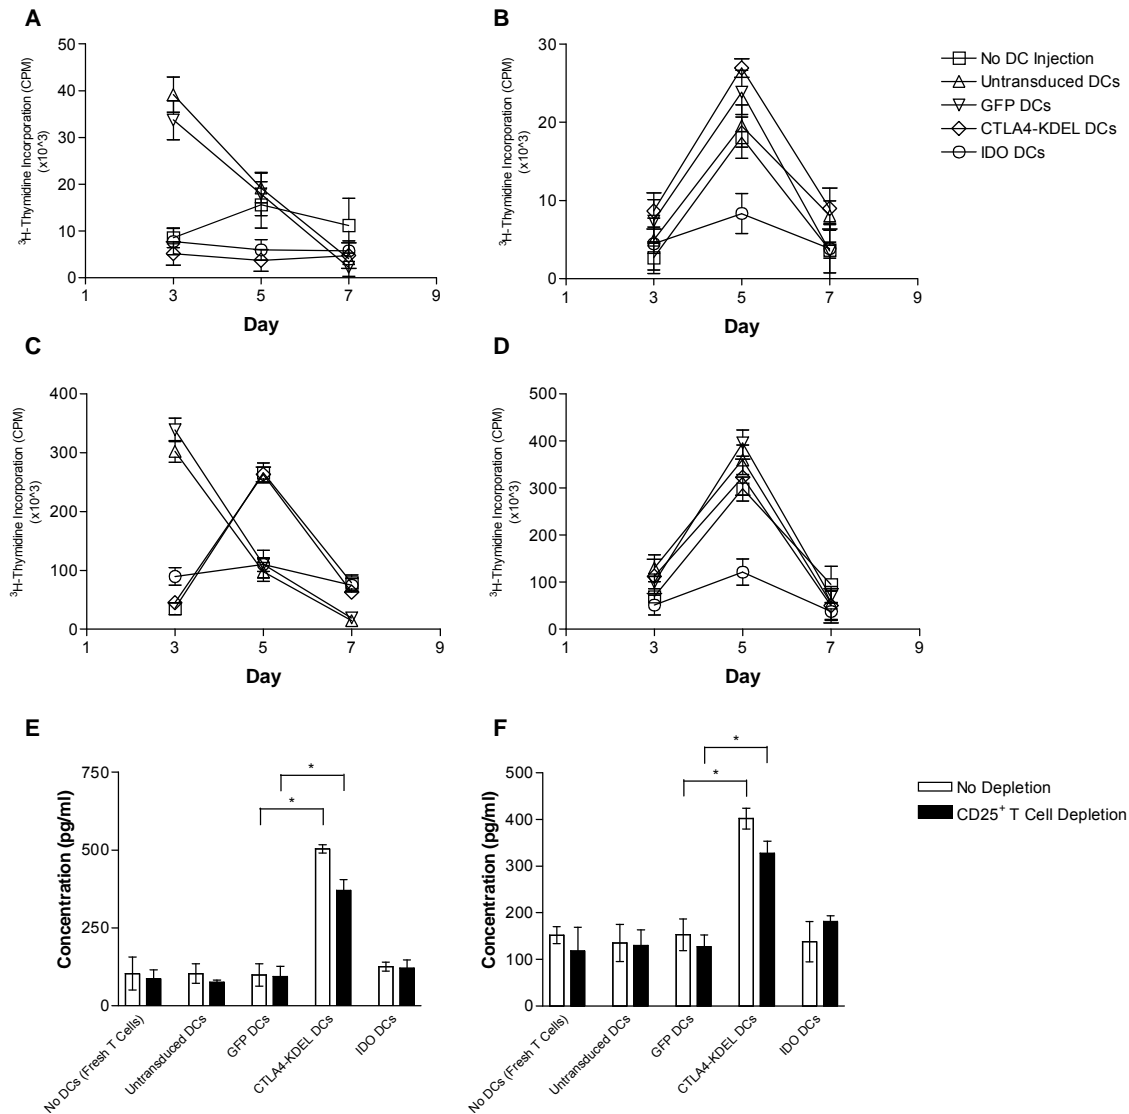 A
B
50
40
30
20
10
0
1
3
5
7
9
³H-Thymidine Incorporation (CPM)
(x10^3)
Day
30
20
10
0
1
3
5
7
9
³H-Thymidine Incorporation (CPM)
(x10^3)
Day
No DC Injection
Untransduced DCs
GFP DCs
CTLA4-KDEL DCs
IDO DCs
C
D
400
300
200
100
0
1
3
5
7
9
³H-Thymidine Incorporation (CPM)
(x10^3)
Day
500
400
300
200
100
0
1
3
5
7
9
³H-Thymidine Incorporation (CPM)
(x10^3)
Day
E
F
750
500
250
0
Concentration (pg/ml)
*
*
No DCs (Fresh T Cells)
Untransduced DCs
GFP DCs
CTLA4-KDEL DCs
IDO DCs
500
400
300
200
100
0
Concentration (pg/ml)
*
*
No DCs (Fresh T Cells)
Untransduced DCs
GFP DCs
CTLA4-KDEL DCs
IDO DCs
No Depletion
CD25⁺ T Cell Depletion